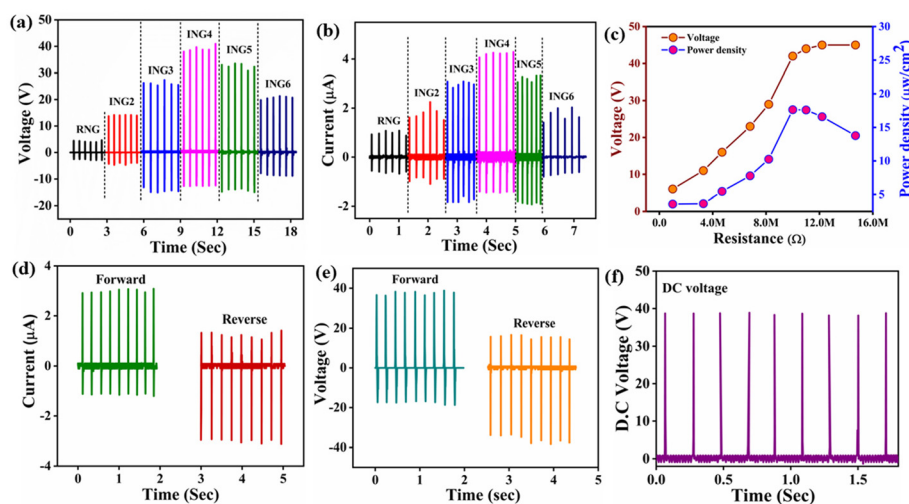 (a)
50
40
30
20
10
0
-10
-20
Voltage (V)
RNG
ING2
ING3
ING4
ING5
ING6
0 3 6 9 12 15 18
Time (Sec)
(b)
4
2
0
-2
Current (μA)
RNG
ING2
ING3
ING4
ING5
ING6
0 1 2 3 4 5 6 7
Time (Sec)
(c)
Voltage
Power density
50
40
30
20
10
0
Voltage (V)
30
25
20
15
10
5
Power density (μw/cm²)
0.0 4.0M 8.0M 12.0M 16.0M
Resistance (Ω)
(d)
Forward
Reverse
4
2
0
-2
-4
Current (μA)
0 1 2 3 4 5
Time (Sec)
(e)
Forward
Reverse
40
20
0
-20
-40
Voltage (V)
0 1 2 3 4 5
Time (Sec)
(f)
DC voltage
50
40
30
20
10
0
D.C Voltage (V)
0.0 0.5 1.0 1.5
Time (Sec)